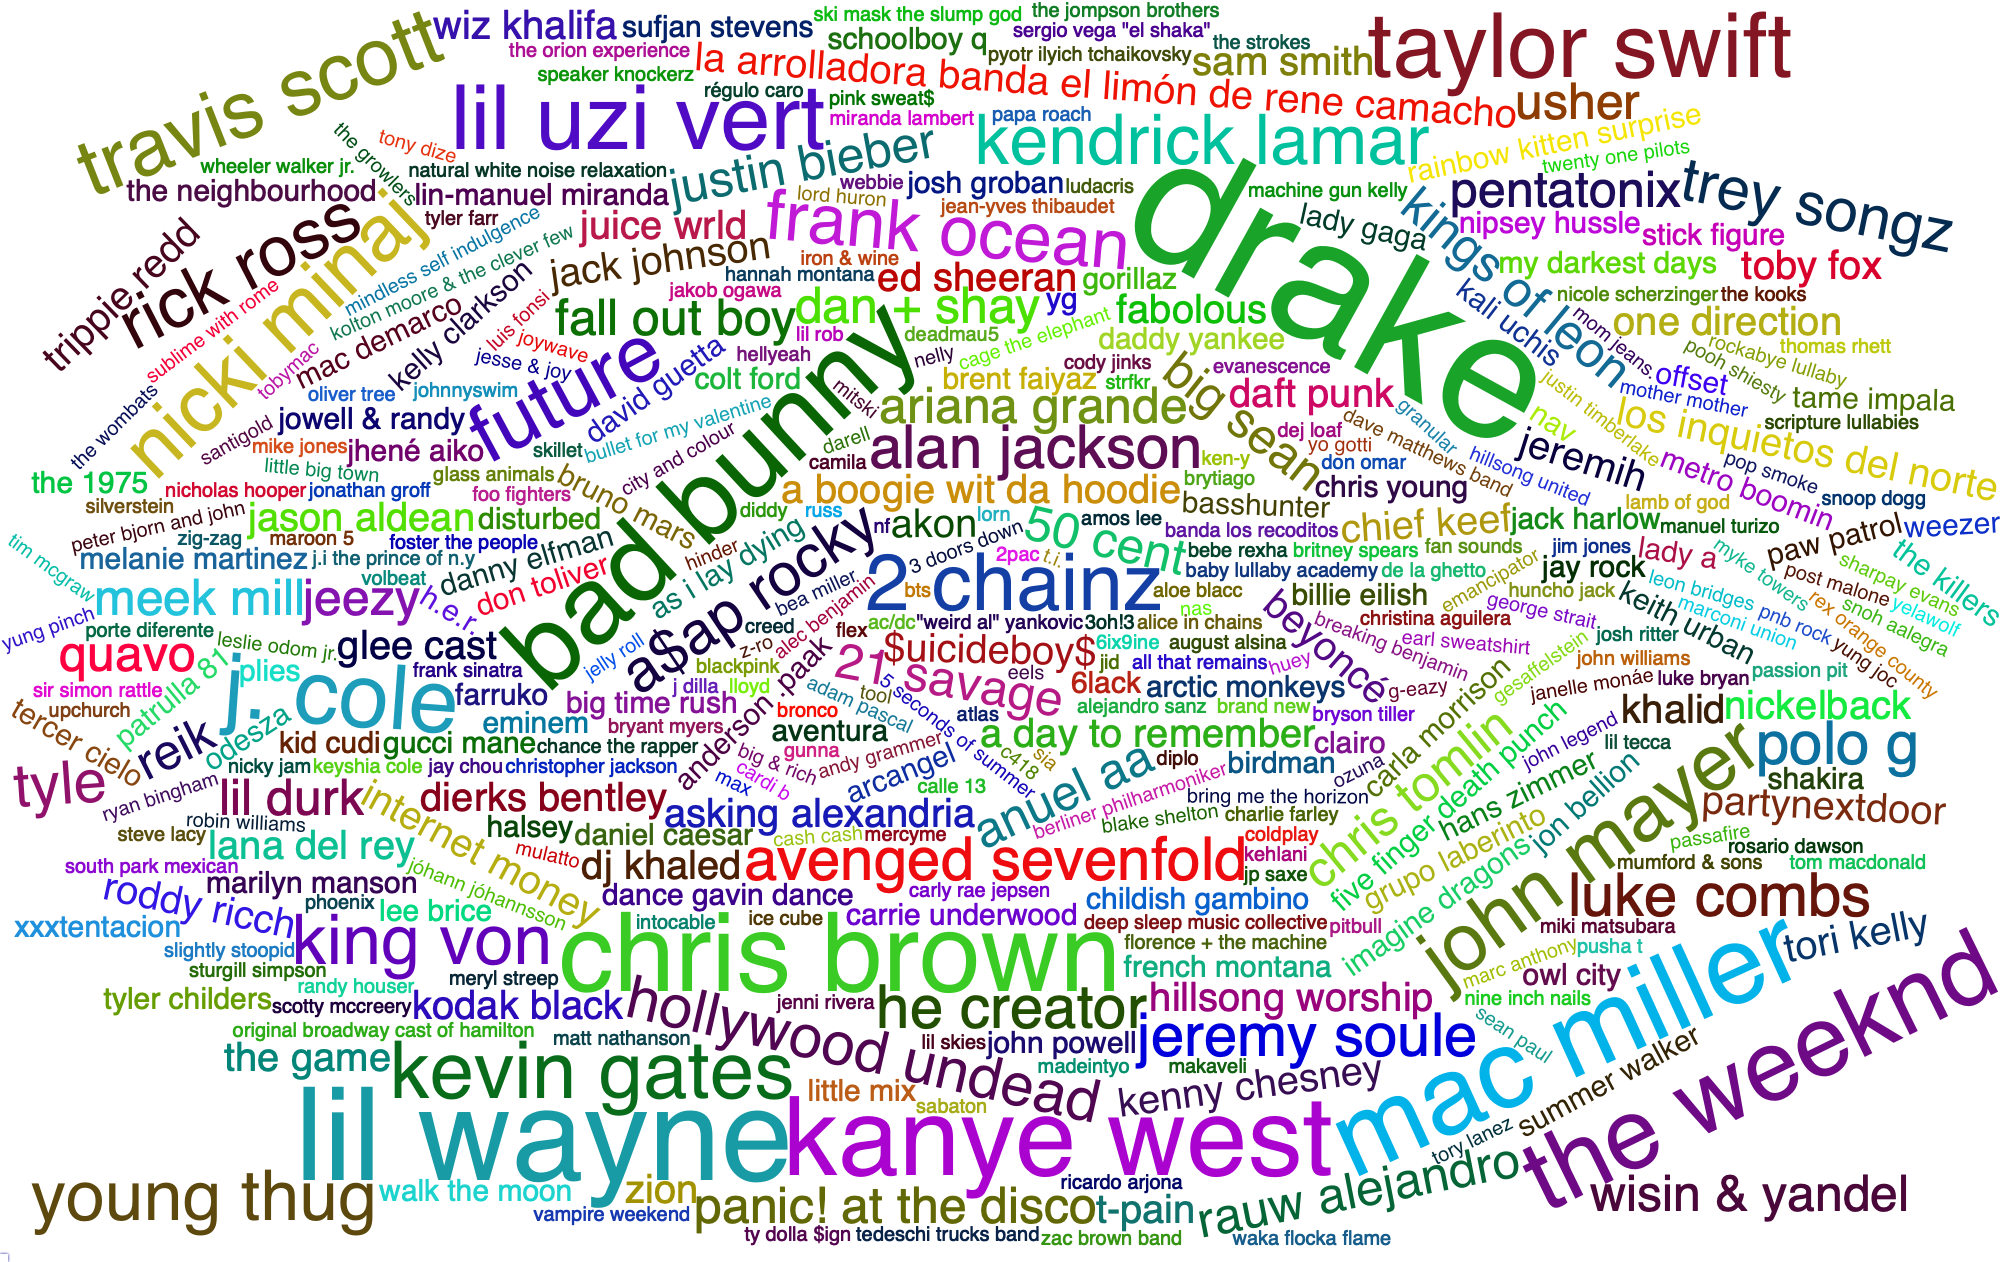 travis scott
wiz khalifa
sufjan stevens
ski mask the slump god
the jompson brothers
sergio vega "el shaka"
schoolboy q
the strokes
taylor swift
the orion experience
pyotr ilyich tchaikovsky
sam smith
speaker knockerz
la arrolladora banda el limón de rene camacho
usher
régulo caro
pink sweat$
lil uzi vert
miranda lambert
papa roach
kendrick lamar
rainbow kitten surprise
twenty one pilots
the growlers
tony dize
wheeler walker jr.
natural white noise relaxation
justin bieber
webbie
josh groban
ludacris
machine gun kelly
pentatonix
trey songz
the neighbourhood
lin-manuel miranda
lord huron
jean-yves thibaudet
drake
lady gaga
kings of leon
nipsey hussle
stick figure
tyler farr
juice wrld
frank ocean
trippie redd
rick ross
nicki minaj
mindless self indulgence
kolton moore & the clever few
jack johnson
iron & wine
hannah montana
ed sheeran
gorillaz
my darkest days
toby fox
jakob ogawa
dan + shay
yg
fabolous
kali uchis
nicole scherzinger
the kooks
sublime with rome
tobymac
mac demarco
kelly clarkson
luis fonsi
joywave
fall out boy
lil rob
deadmau5
cage the elephant
daddy yankee
mom jeans.
one direction
pooh shiesty
rockabye lullaby
thomas rhett
jesse & joy
future
david guetta
hellyeah
nelly
cody jinks
evanescence
the wombats
oliver tree
johnnyswim
colt ford
mitski
brent faiyaz
strfkr
big sean
daft punk
justin timberlake
mother mother
offset
tame impala
santigold
jowell & randy
bullet for my valentine
bad bunny
ariana grande
dave matthews band
granular
nav
los inquietos del norte
scripture lullabies
mike jones
jhené aiko
skillet
city and colour
darell
alan jackson
dej loaf
yo gotti
hillsong united
jeremih
metro boomin
pop smoke
the 1975
little big town
glass animals
camila
ken-y
don omar
nicholas hooper
jonathan groff
foo fighters
bruno mars
a boogie wit da hoodie
brytiago
chris young
lamb of god
snoop dogg
silverstein
peter bjorn and john
jason aldean
disturbed
diddy
russ
nf
akon
lorn
50 cent
amos lee
basshunter
chief keef
jack harlow
manuel turizo
paw patrol
weezer
zig-zag
maroon 5
foster the people
hinder
as i lay dying
3 doors down
banda los recoditos
tim mcgraw
melanie martinez
j.i the prince of n.y
danny elfman
a$ap rocky
2pac
t.i.
bebe rexha
britney spears
fan sounds
jim jones
lady a
myke towers
sharpay evans
the killers
volbeat
don toliver
bea miller
2 chainz
baby lullaby academy
de la ghetto
emancipator
jay rock
leon bridges
post malone
yung pinch
meek mill
jeezy
h.e.r.
alec benjamin
bts
aloe blacc
beyoncé
billie eilish
huncho jack
keith urban
marconi union
pnb rock
rex orange county
snoh aalegra
yelawolf
porte diferente
leslie odom jr.
glee cast
creed
flex
ac/dc
"weird al" yankovic
3oh!3
nas
alice in chains
christina aguilera
george strait
quavo
patrulla 81
plies
frank sinatra
jelly roll
z-ro
blackpink
21 savage
$uicideboy$
jid
6ix9ine
august alsina
breaking benjamin
earl sweatshirt
josh ritter
yung joc
sir simon rattle
j. cole
farruko
big time rush
j dilla
lloyd
anderson .paak
adam pascal
tool
5 seconds of summer
eels
6lack
all that remains
huey
arctic monkeys
g-eazy
gesaffelstein
john williams
janelle monáe
luke bryan
passion pit
upchurch
tercer cielo
reik
odesza
eminem
bryant myers
bronco
atlas
alejandro sanz
brand new
bryson tiller
carla morrison
khalid
nickelback
kid cudi
gucci mane
chance the rapper
big & rich
gunna
aventura
andy grammer
a day to remember
clairo
john legend
lil tecca
polo g
tyle
ryan bingham
nicky jam
keyshia cole
jay chou
christopher jackson
max
cardi b
arcangel
calle 13
c418
sia
anuel aa
diplo
birdman
ozuna
chris tomlin
five finger death punch
hans zimmer
jon bellion
john mayer
shakira
lil durk
internet money
dierks bentley
asking alexandria
berliner philharmoniker
bring me the horizon
partynextdoor
steve lacy
robin williams
halsey
daniel caesar
cash cash
mercyme
blake shelton
charlie farley
coldplay
grupo laberinto
passafire
rosario dawson
lana del rey
mulatto
dj khaled
avenged sevenfold
kehlani
jp saxe
mumford & sons
tom macdonald
south park mexican
marilyn manson
jóhann jóhannsson
dance gavin dance
carly rae jepsen
childish gambino
imagine dragons
luke combs
roddy ricch
phoenix
lee brice
intocable
ice cube
carrie underwood
deep sleep music collective
pitbull
miki matsubara
xxxtentacion
slightly stoopid
king von
chris brown
florence + the machine
french montana
marc anthony
pusha t
tori kelly
sturgill simpson
randy houser
meryl streep
owl city
tyler childers
scotty mccreery
kodak black
hollywood undead
jenni rivera
he creator
hillsong worship
nine inch nails
mac miller
the weeknd
original broadway cast of hamilton
matt nathanson
lil skies
john powell
jeremy soule
sean paul
the game
kevin gates
little mix
madeintyo
makaveli
kenny chesney
summer walker
sabaton
lil wayne
kanye west
tory lanez
young thug
walk the moon
zion
ricardo arjona
rauw alejandro
wisin & yandel
vampire weekend
panic! at the disco
t-pain
ty dolla $ign
tedeschi trucks band
zac brown band
waka flocka flame